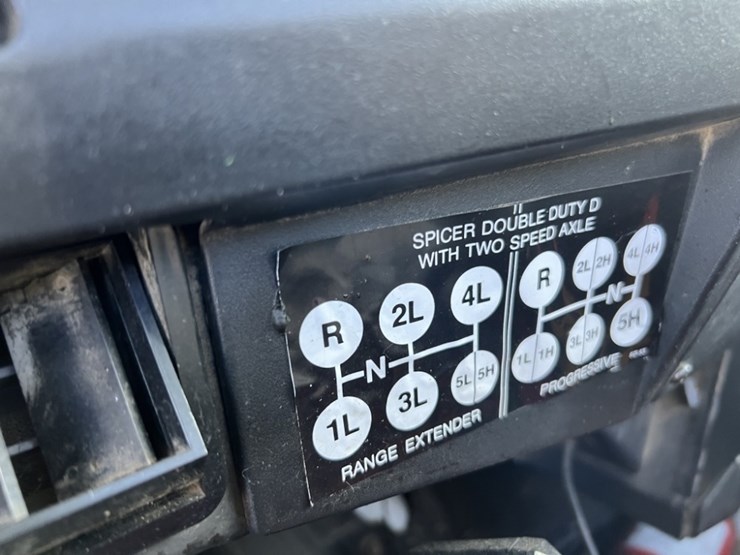 SPICER DOUBLE DUTY D
WITH TWO SPEED AXLE
R 2L 4L
N
1L 3L 5L 5H
RANGE EXTENDER
R 2L 2H 4L 4H
N
1L 1H 3L 3H 5H
PROGRESSIVE